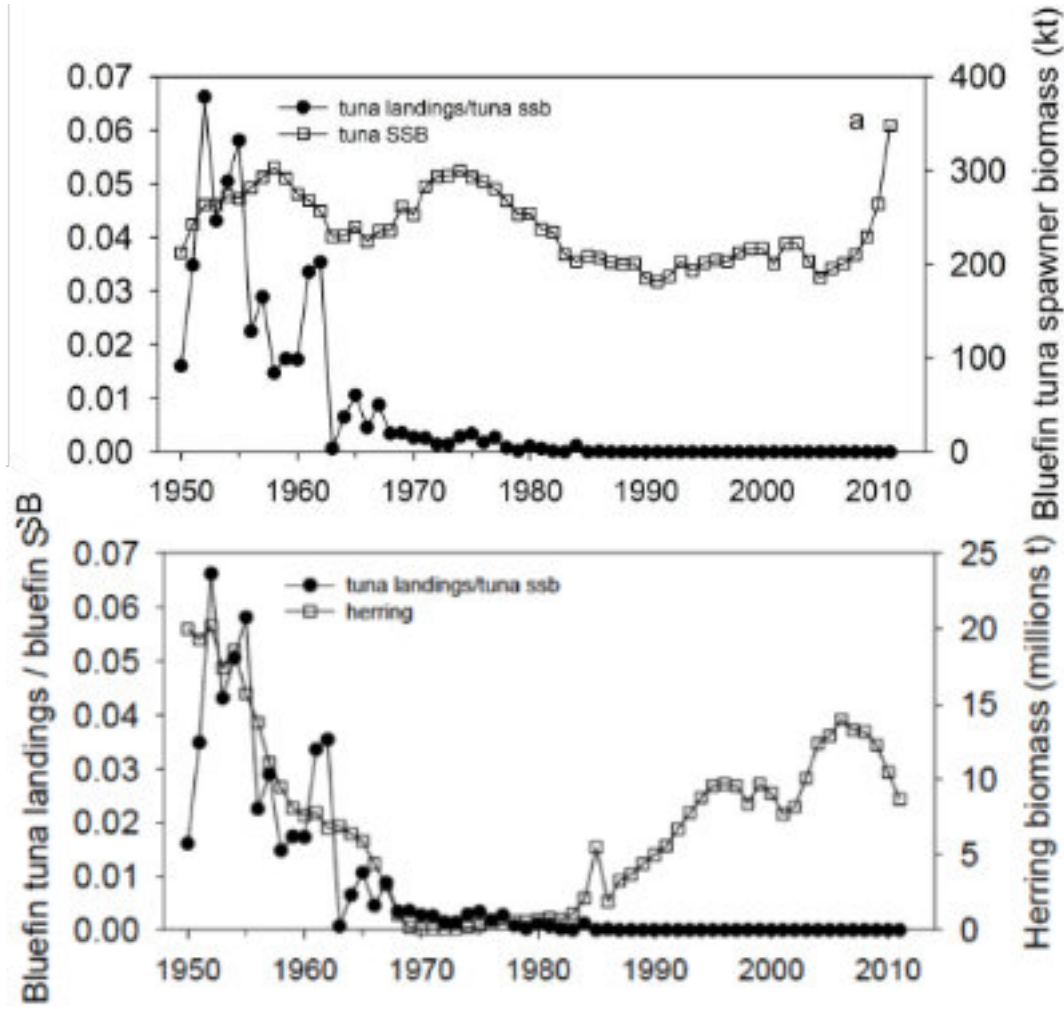 0.07
0.06
0.05
0.04
0.03
0.02
0.01
0.00
tuna landings/tuna ssb
tuna SSB
a
400
300
200
100
0
1950 1960 1970 1980 1990 2000 2010
Bluefin tuna spawner biomass (kt)
Bluefin tuna landings / bluefin SSB
0.07
0.06
0.05
0.04
0.03
0.02
0.01
0.00
tuna landings/tuna ssb
herring
25
20
15
10
5
0
1950 1960 1970 1980 1990 2000 2010
Herring biomass (millions t)